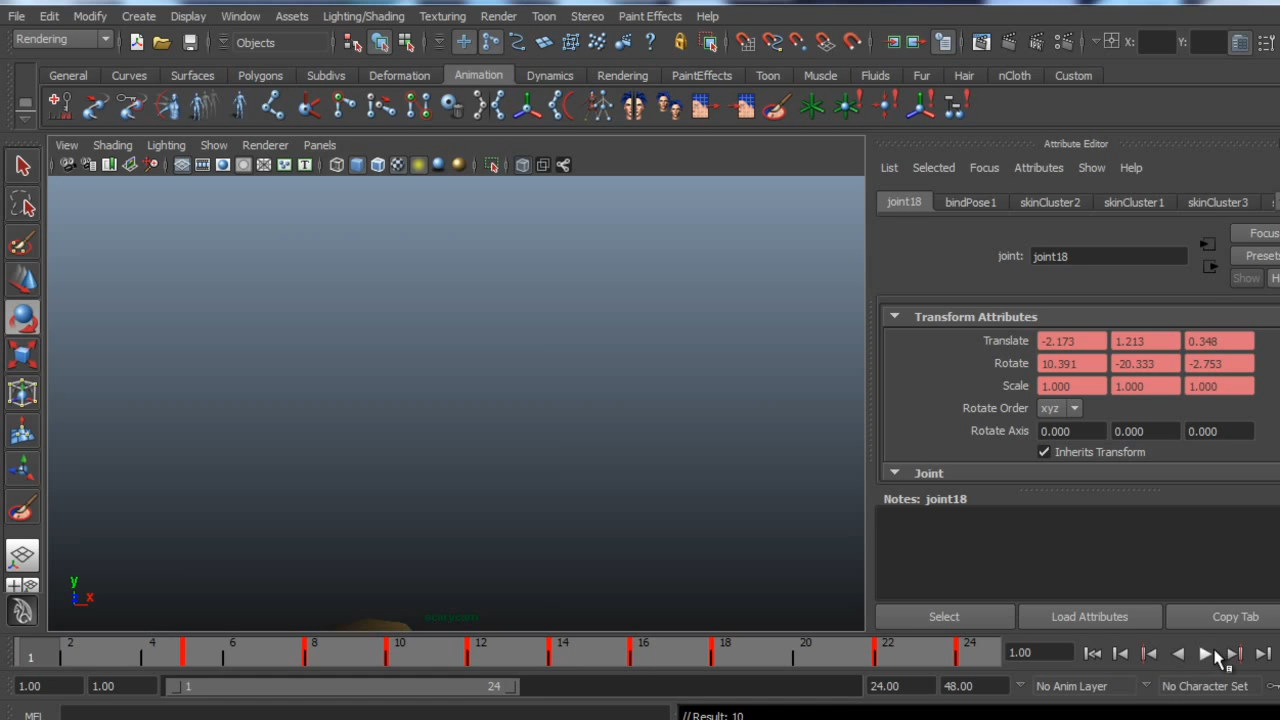 File Edit Modify Create Display Window Assets Lighting/Shading Texturing Render Toon Stereo Paint Effects Help
Rendering Objects X: Y:
General Curves Surfaces Polygons Subdivs Deformation Animation Dynamics Rendering PaintEffects Toon Muscle Fluids Fur Hair nCloth Custom
View Shading Lighting Show Renderer Panels
Attribute Editor
List Selected Focus Attributes Show Help
joint18 bindPose1 skinCluster2 skinCluster1 skinCluster3
Focus
joint: joint18
Preset
Show H
Transform Attributes
Translate -2.173 1.213 0.348
Rotate 10.391 -20.333 -2.753
Scale 1.000 1.000 1.000
Rotate Order xyz
Rotate Axis 0.000 0.000 0.000
Inherits Transform
Joint
Notes: joint18
y
x
Select Load Attributes Copy Tab
1 2 4 6 8 10 12 14 16 18 20 22 24 1.00
1.00 1.00 1 24 24.00 48.00 No Anim Layer No Character Set
MEL // Result: 10